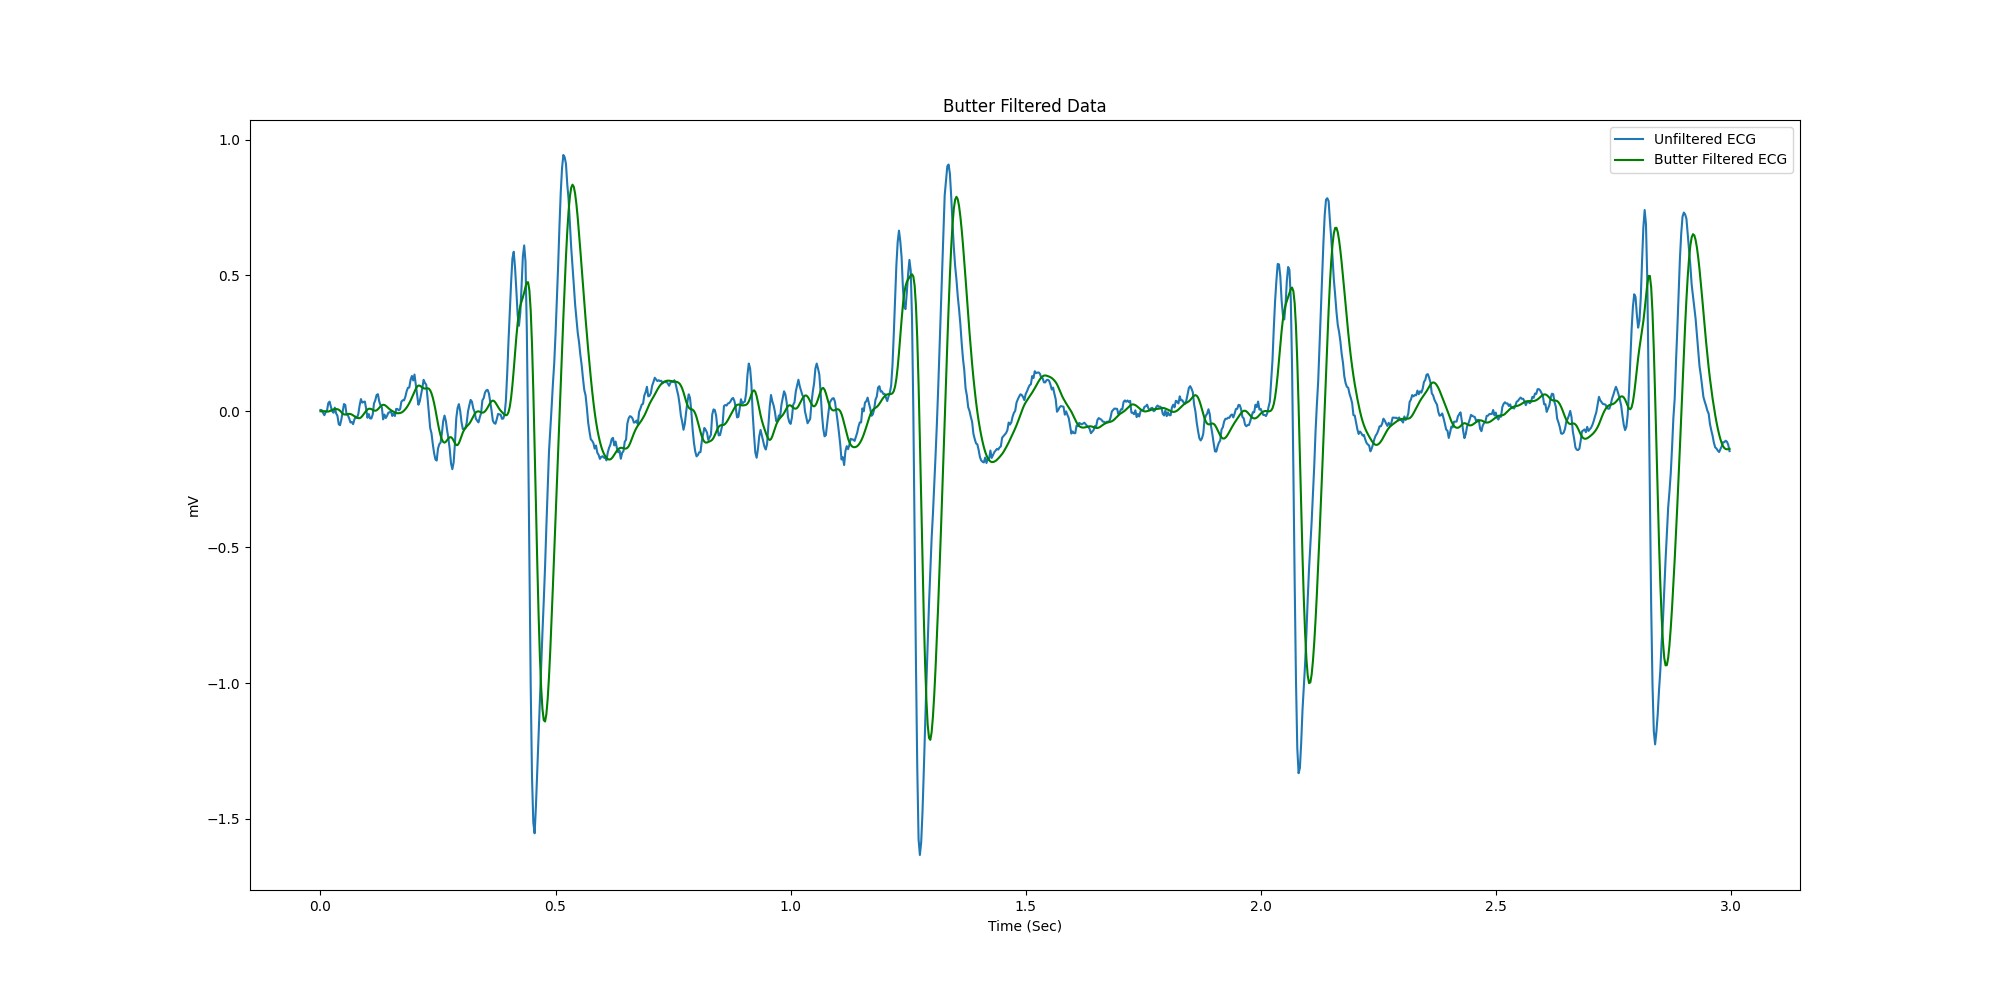 Butter Filtered Data
Unfiltered ECG
Butter Filtered ECG
1.0
0.5
0.0
−0.5
−1.0
−1.5
mV
0.0 0.5 1.0 1.5 2.0 2.5 3.0
Time (Sec)